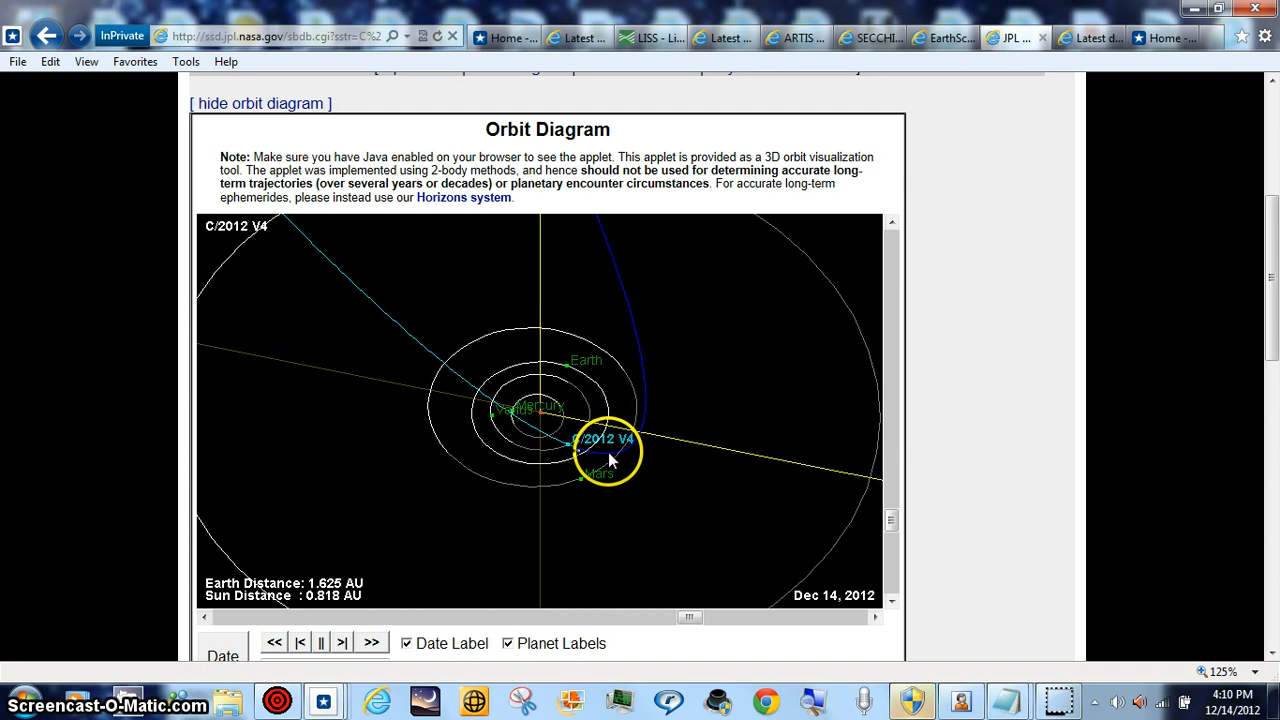 InPrivate
http://ssd.jpl.nasa.gov/sbdb.cgi?sstr=C%2
Home -...
Latest ...
LISS - Li...
Latest ...
ARTIS ...
SECCHI...
EarthSc...
JPL ...
Latest d...
Home -...
File Edit View Favorites Tools Help
[ hide orbit diagram ]
Orbit Diagram
Note: Make sure you have Java enabled on your browser to see the applet. This applet is provided as a 3D orbit visualization
tool. The applet was implemented using 2-body methods, and hence should not be used for determining accurate long-
term trajectories (over several years or decades) or planetary encounter circumstances. For accurate long-term
ephemerides, please instead use our Horizons system.
C/2012 V4
Earth
Mercury
Venus
C/2012 V4
Mars
Earth Distance: 1.625 AU
Sun Distance : 0.818 AU
Dec 14, 2012
Date
<< |< || >| >>
Date Label
Planet Labels
125%
Screencast-O-Matic.com
4:10 PM
12/14/2012